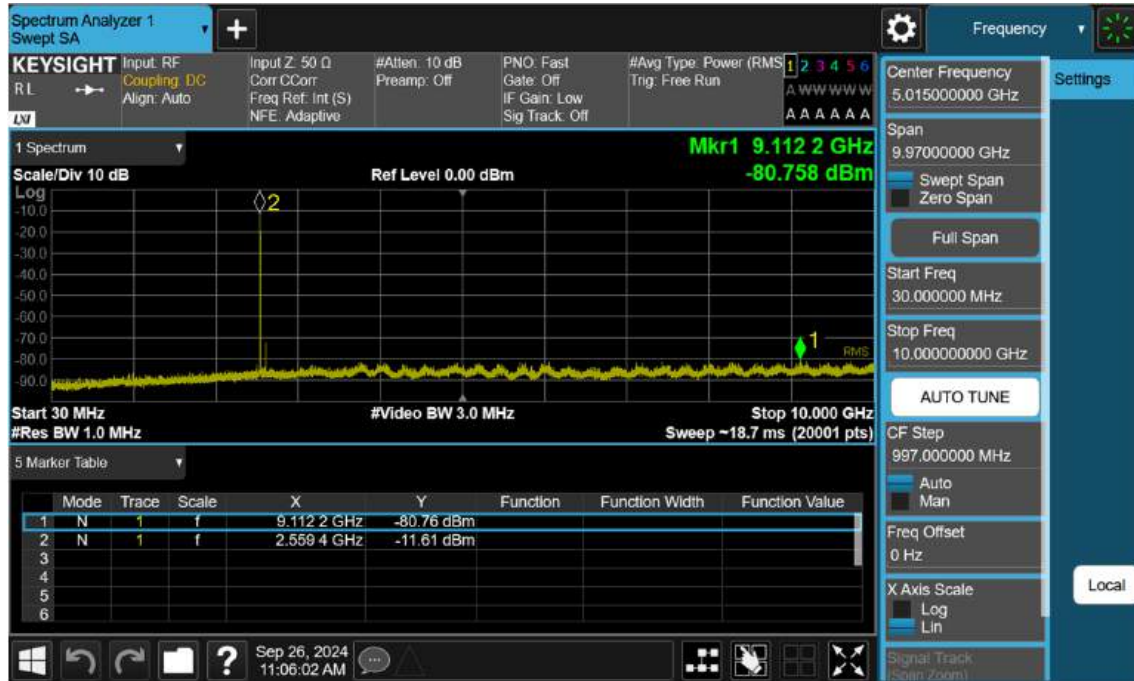 Spectrum Analyzer 1
Swept SA
+
Frequency
KEYSIGHT
RL
LXI
Input: RF
Coupling: DC
Align: Auto
Input Z: 50 Ω
Corr CCorr
Freq Ref: Int (S)
NFE: Adaptive
#Atten: 10 dB
Preamp: Off
PNO: Fast
Gate: Off
IF Gain: Low
Sig Track: Off
#Avg Type: Power (RMS
Trig: Free Run
1 2 3 4 5 6
A W W W W W
A A A A A A
1 Spectrum
Scale/Div 10 dB
Ref Level 0.00 dBm
Mkr1 9.112 2 GHz
-80.758 dBm
Log
-10.0
-20.0
-30.0
-40.0
-50.0
-60.0
-70.0
-80.0
-90.0
2
1
RMS
Start 30 MHz
#Video BW 3.0 MHz
Stop 10.000 GHz
#Res BW 1.0 MHz
Sweep ~18.7 ms (20001 pts)
5 Marker Table
Mode Trace Scale X Y Function Function Width Function Value
1 N 1 f 9.112 2 GHz -80.76 dBm
2 N 1 f 2.559 4 GHz -11.61 dBm
3
4
5
6
Sep 26, 2024
11:06:02 AM
?
Center Frequency
5.015000000 GHz
Settings
Span
9.97000000 GHz
Swept Span
Zero Span
Full Span
Start Freq
30.000000 MHz
Stop Freq
10.000000000 GHz
AUTO TUNE
CF Step
997.000000 MHz
Auto
Man
Freq Offset
0 Hz
X Axis Scale
Log
Lin
Local
Signal Track
(Span Zoom)